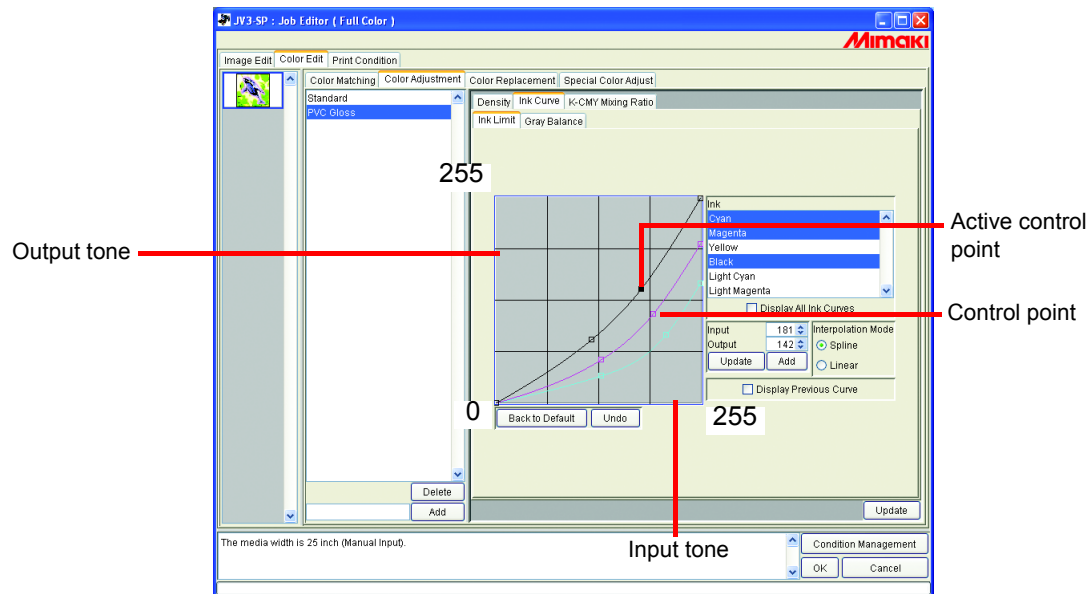 JV3-SP : Job Editor ( Full Color )
Mimaki
Image Edit Color Edit Print Condition
Color Matching Color Adjustment Color Replacement Special Color Adjust
Standard
PVC Gloss
Density Ink Curve K-CMY Mixing Ratio
Ink Limit Gray Balance
255
Output tone
Ink
Cyan
Magenta
Yellow
Black
Light Cyan
Light Magenta
Active control
point
Display All Ink Curves
Control point
Input 181
Output 142
Update Add
Interpolation Mode
Spline
Linear
Display Previous Curve
0
255
Back to Default Undo
Delete
Add
Update
Input tone
The media width is 25 inch (Manual Input).
Condition Management
OK Cancel